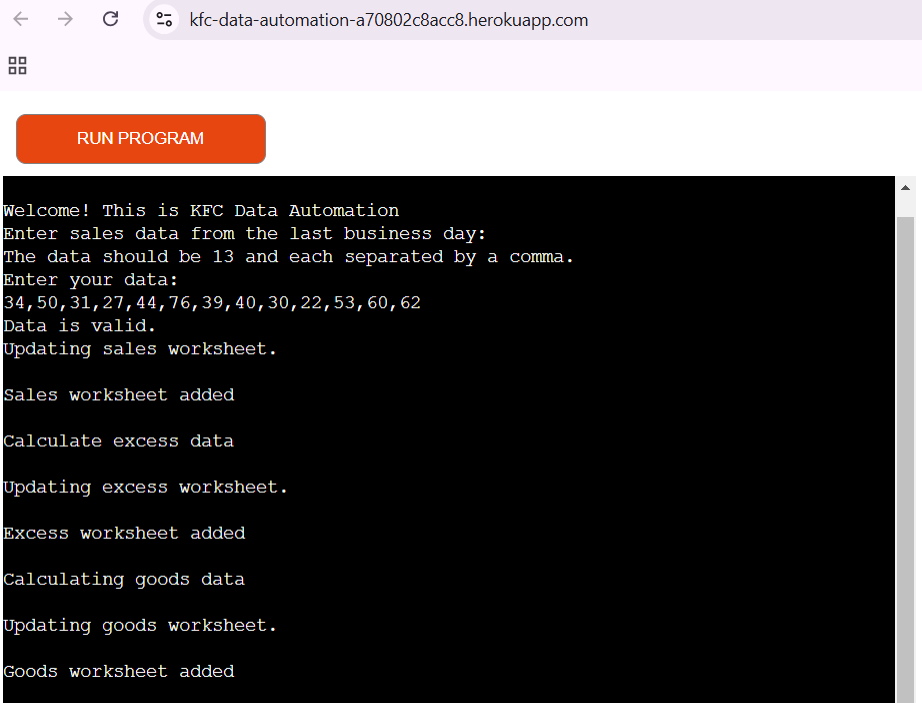 kfc-data-automation-a70802c8acc8.herokuapp.com
RUN PROGRAM
Welcome! This is KFC Data Automation
Enter sales data from the last business day:
The data should be 13 and each separated by a comma.
Enter your data:
34,50,31,27,44,76,39,40,30,22,53,60,62
Data is valid.
Updating sales worksheet.
Sales worksheet added
Calculate excess data
Updating excess worksheet.
Excess worksheet added
Calculating goods data
Updating goods worksheet.
Goods worksheet added